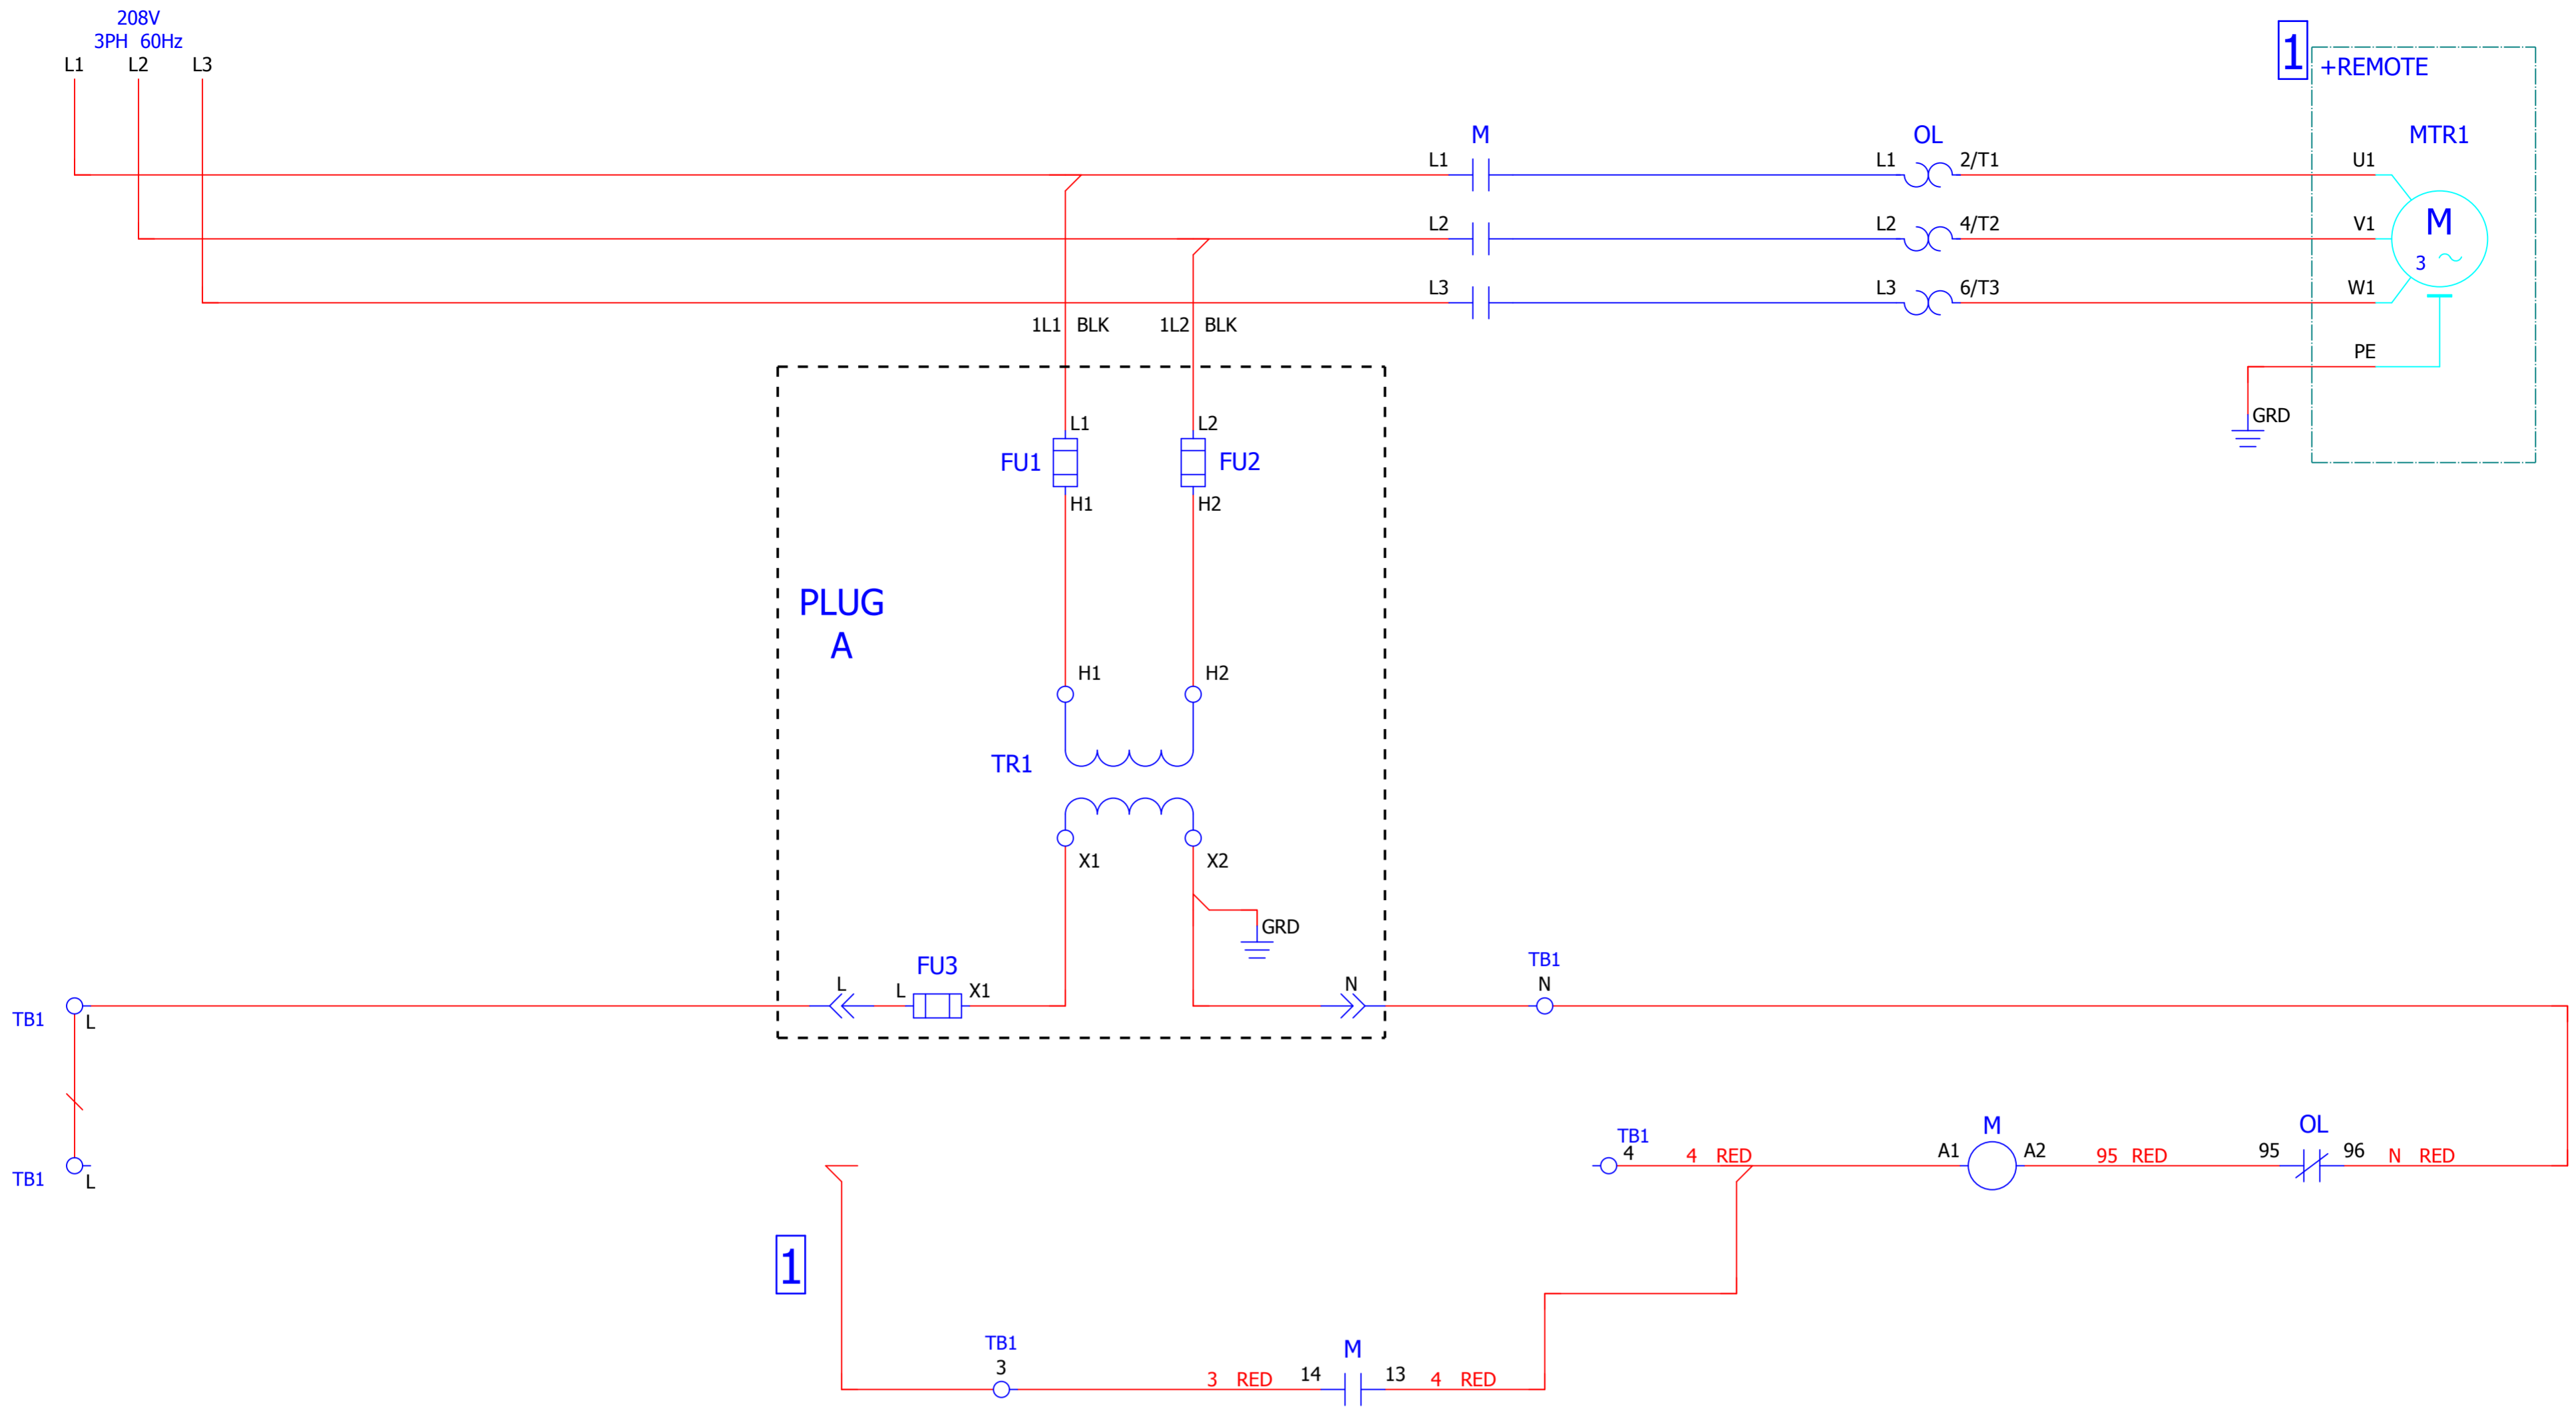 208V
3PH 60Hz
L1 L2 L3
1
+REMOTE
MTR1
M
OL
L1
L1
2/T1
U1
L2
L2
4/T2
V1
M
3
L3
L3
6/T3
W1
1L1 BLK
1L2 BLK
PE
GRD
L1
L2
FU1
FU2
H1
H2
PLUG
A
H1
H2
TR1
X1
X2
GRD
FU3
L
L
X1
N
TB1
N
TB1
L
TB1
4
4 RED
M
A1
A2
95 RED
OL
95
96
N RED
TB1
L
1
TB1
3
3 RED
M
14
13
4 RED